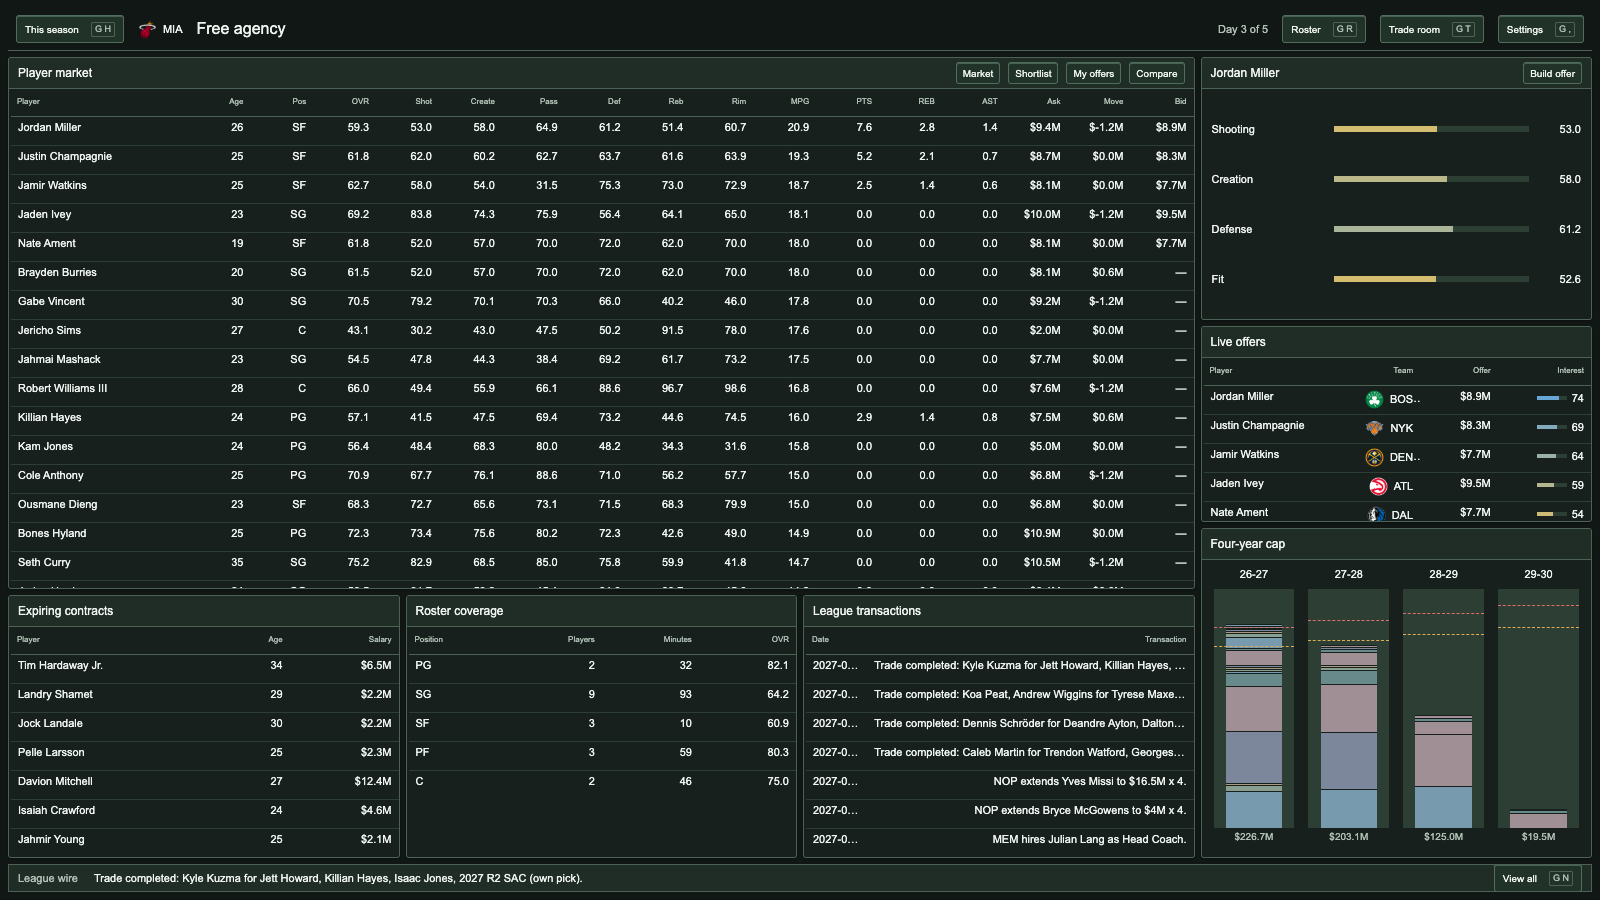 This season G H MIA Free agency Day 3 of 5 Roster G R Trade room G T Settings G ,
Player market Market Shortlist My offers Compare
Player Age Pos OVR Shot Create Pass Def Reb Rim MPG PTS REB AST Ask Move Bid
Jordan Miller 26 SF 59.3 53.0 58.0 64.9 61.2 51.4 60.7 20.9 7.6 2.8 1.4 $9.4M $-1.2M $8.9M
Justin Champagnie 25 SF 61.8 62.0 60.2 62.7 63.7 61.6 63.9 19.3 5.2 2.1 0.7 $8.7M $0.0M $8.3M
Jamir Watkins 25 SF 62.7 58.0 54.0 31.5 75.3 73.0 72.9 18.7 2.5 1.4 0.6 $8.1M $0.0M $7.7M
Jaden Ivey 23 SG 69.2 83.8 74.3 75.9 56.4 64.1 65.0 18.1 0.0 0.0 0.0 $10.0M $-1.2M $9.5M
Nate Ament 19 SF 61.8 52.0 57.0 70.0 72.0 62.0 70.0 18.0 0.0 0.0 0.0 $8.1M $0.0M $7.7M
Brayden Burries 20 SG 61.5 52.0 57.0 70.0 72.0 62.0 70.0 18.0 0.0 0.0 0.0 $8.1M $0.6M —
Gabe Vincent 30 SG 70.5 79.2 70.1 70.3 66.0 40.2 46.0 17.8 0.0 0.0 0.0 $9.2M $-1.2M —
Jericho Sims 27 C 43.1 30.2 43.0 47.5 50.2 91.5 78.0 17.6 0.0 0.0 0.0 $2.0M $0.0M —
Jahmai Mashack 23 SG 54.5 47.8 44.3 38.4 69.2 61.7 73.2 17.5 0.0 0.0 0.0 $7.7M $0.0M —
Robert Williams III 28 C 66.0 49.4 55.9 66.1 88.6 96.7 98.6 16.8 0.0 0.0 0.0 $7.6M $-1.2M —
Killian Hayes 24 PG 57.1 41.5 47.5 69.4 73.2 44.6 74.5 16.0 2.9 1.4 0.8 $7.5M $0.6M —
Kam Jones 24 PG 56.4 48.4 68.3 80.0 48.2 34.3 31.6 15.8 0.0 0.0 0.0 $5.0M $0.0M —
Cole Anthony 25 PG 70.9 67.7 76.1 88.6 71.0 56.2 57.7 15.0 0.0 0.0 0.0 $6.8M $-1.2M —
Ousmane Dieng 23 SF 68.3 72.7 65.6 73.1 71.5 68.3 79.9 15.0 0.0 0.0 0.0 $6.8M $0.0M —
Bones Hyland 25 PG 72.3 73.4 75.6 80.2 72.3 42.6 49.0 14.9 0.0 0.0 0.0 $10.9M $0.0M —
Seth Curry 35 SG 75.2 82.9 68.5 85.0 75.8 59.9 41.8 14.7 0.0 0.0 0.0 $10.5M $-1.2M —
Jordan Miller Build offer
Shooting 53.0
Creation 58.0
Defense 61.2
Fit 52.6
Live offers
Player Team Offer Interest
Jordan Miller BOS.. $8.9M 74
Justin Champagnie NYK $8.3M 69
Jamir Watkins DEN.. $7.7M 64
Jaden Ivey ATL $9.5M 59
Nate Ament DAL $7.7M 54
Four-year cap
26-27 27-28 28-29 29-30
$226.7M $203.1M $125.0M $19.5M
Expiring contracts
Player Age Salary
Tim Hardaway Jr. 34 $6.5M
Landry Shamet 29 $2.2M
Jock Landale 30 $2.2M
Pelle Larsson 25 $2.3M
Davion Mitchell 27 $12.4M
Isaiah Crawford 24 $4.6M
Jahmir Young 25 $2.1M
Roster coverage
Position Players Minutes OVR
PG 2 32 82.1
SG 9 93 64.2
SF 3 10 60.9
PF 3 59 80.3
C 2 46 75.0
League transactions
Date Transaction
2027-0... Trade completed: Kyle Kuzma for Jett Howard, Killian Hayes, ...
2027-0... Trade completed: Koa Peat, Andrew Wiggins for Tyrese Maxe...
2027-0... Trade completed: Dennis Schröder for Deandre Ayton, Dalton...
2027-0... Trade completed: Caleb Martin for Trendon Watford, Georges...
2027-0... NOP extends Yves Missi to $16.5M x 4.
2027-0... NOP extends Bryce McGowens to $4M x 4.
2027-0... MEM hires Julian Lang as Head Coach.
League wire Trade completed: Kyle Kuzma for Jett Howard, Killian Hayes, Isaac Jones, 2027 R2 SAC (own pick). View all G N